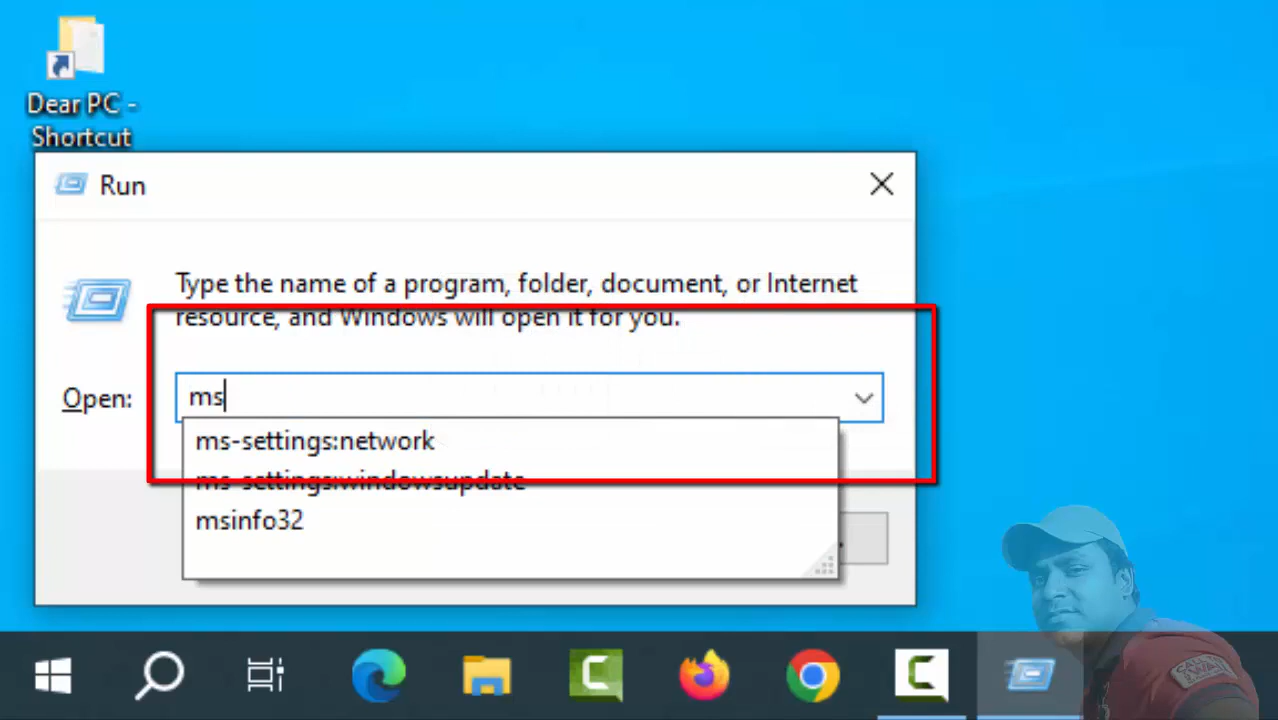 Dear PC -
Shortcut
Run
Type the name of a program, folder, document, or Internet
resource, and Windows will open it for you.
Open:
ms
ms-settings:network
ms-settings:windowsupdate
msinfo32